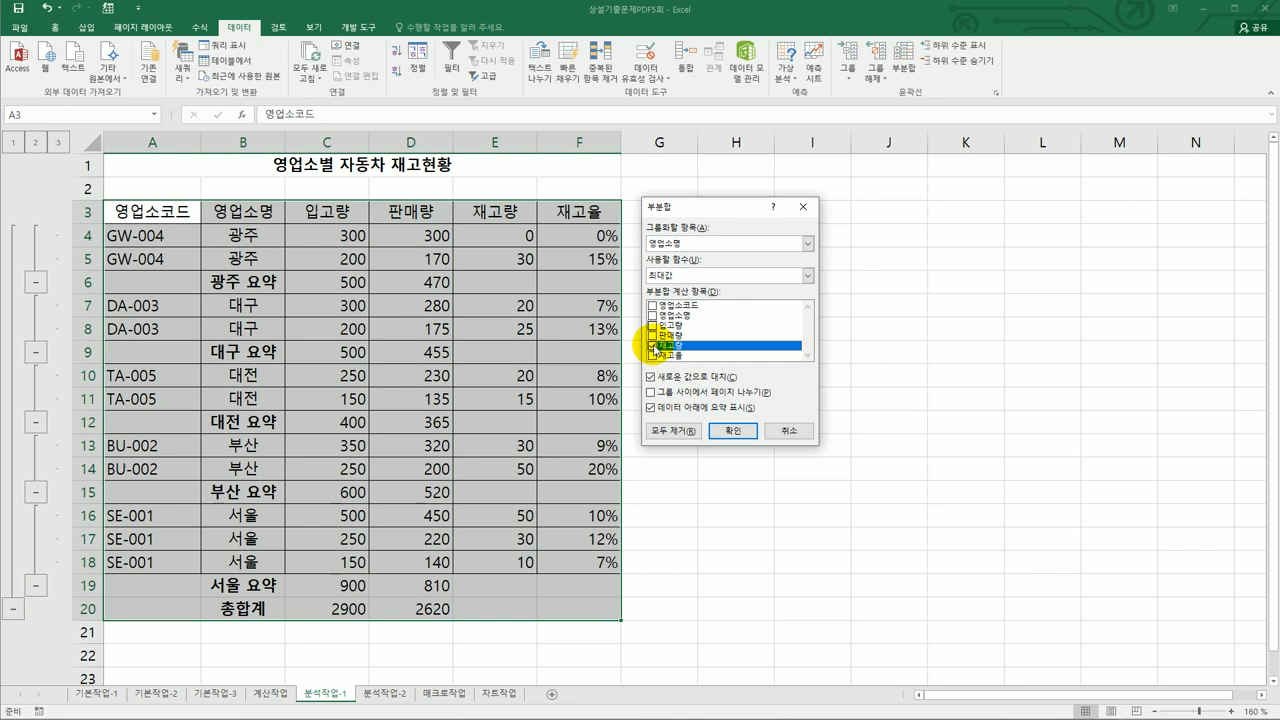 상설기출문제PDF5회 - Excel
파일 홈 삽입 페이지 레이아웃 수식 데이터 검토 보기 개발 도구 수행할 작업을 알려 주세요. 공유
Access 웹 텍스트 기타 원본에서 기존 연결 새쿼리 쿼리 표시 테이블에서 최근에 사용한 원본 모두 새로 고침 연결 속성 연결 편집 정렬 필터 지우기 다시 적용 고급 텍스트 나누기 빠른 채우기 중복된 항목 제거 데이터 유효성 검사 통합 관계 데이터 모델 관리 가상 분석 예측 시트 그룹 그룹 해제 부분합 하위 수준 표시 하위 수준 숨기기
외부 데이터 가져오기 가져오기 및 변환 연결 정렬 및 필터 데이터 도구 예측 윤곽선
A3 fx 영업소코드
1 2 3 A B C D E F G H I J K L M N
1 영업소별 자동차 재고현황
2
3 영업소코드 영업소명 입고량 판매량 재고량 재고율
4 GW-004 광주 300 300 0 0%
5 GW-004 광주 200 170 30 15%
6 광주 요약 500 470
7 DA-003 대구 300 280 20 7%
8 DA-003 대구 200 175 25 13%
9 대구 요약 500 455
10 TA-005 대전 250 230 20 8%
11 TA-005 대전 150 135 15 10%
12 대전 요약 400 365
13 BU-002 부산 350 320 30 9%
14 BU-002 부산 250 200 50 20%
15 부산 요약 600 520
16 SE-001 서울 500 450 50 10%
17 SE-001 서울 250 220 30 12%
18 SE-001 서울 150 140 10 7%
19 서울 요약 900 810
20 총합계 2900 2620
21
22
23
부분합 ?
그룹화할 항목(A):
영업소명
사용할 함수(U):
최대값
부분합 계산 항목(D):
영업소코드
영업소명
입고량
판매량
재고량
재고율
새로운 값으로 대치(C)
그룹 사이에서 페이지 나누기(P)
데이터 아래에 요약 표시(S)
모두 제거(R) 확인 취소
기본작업-1 기본작업-2 기본작업-3 계산작업 분석작업-1 분석작업-2 매크로작업 차트작업
준비 160 %